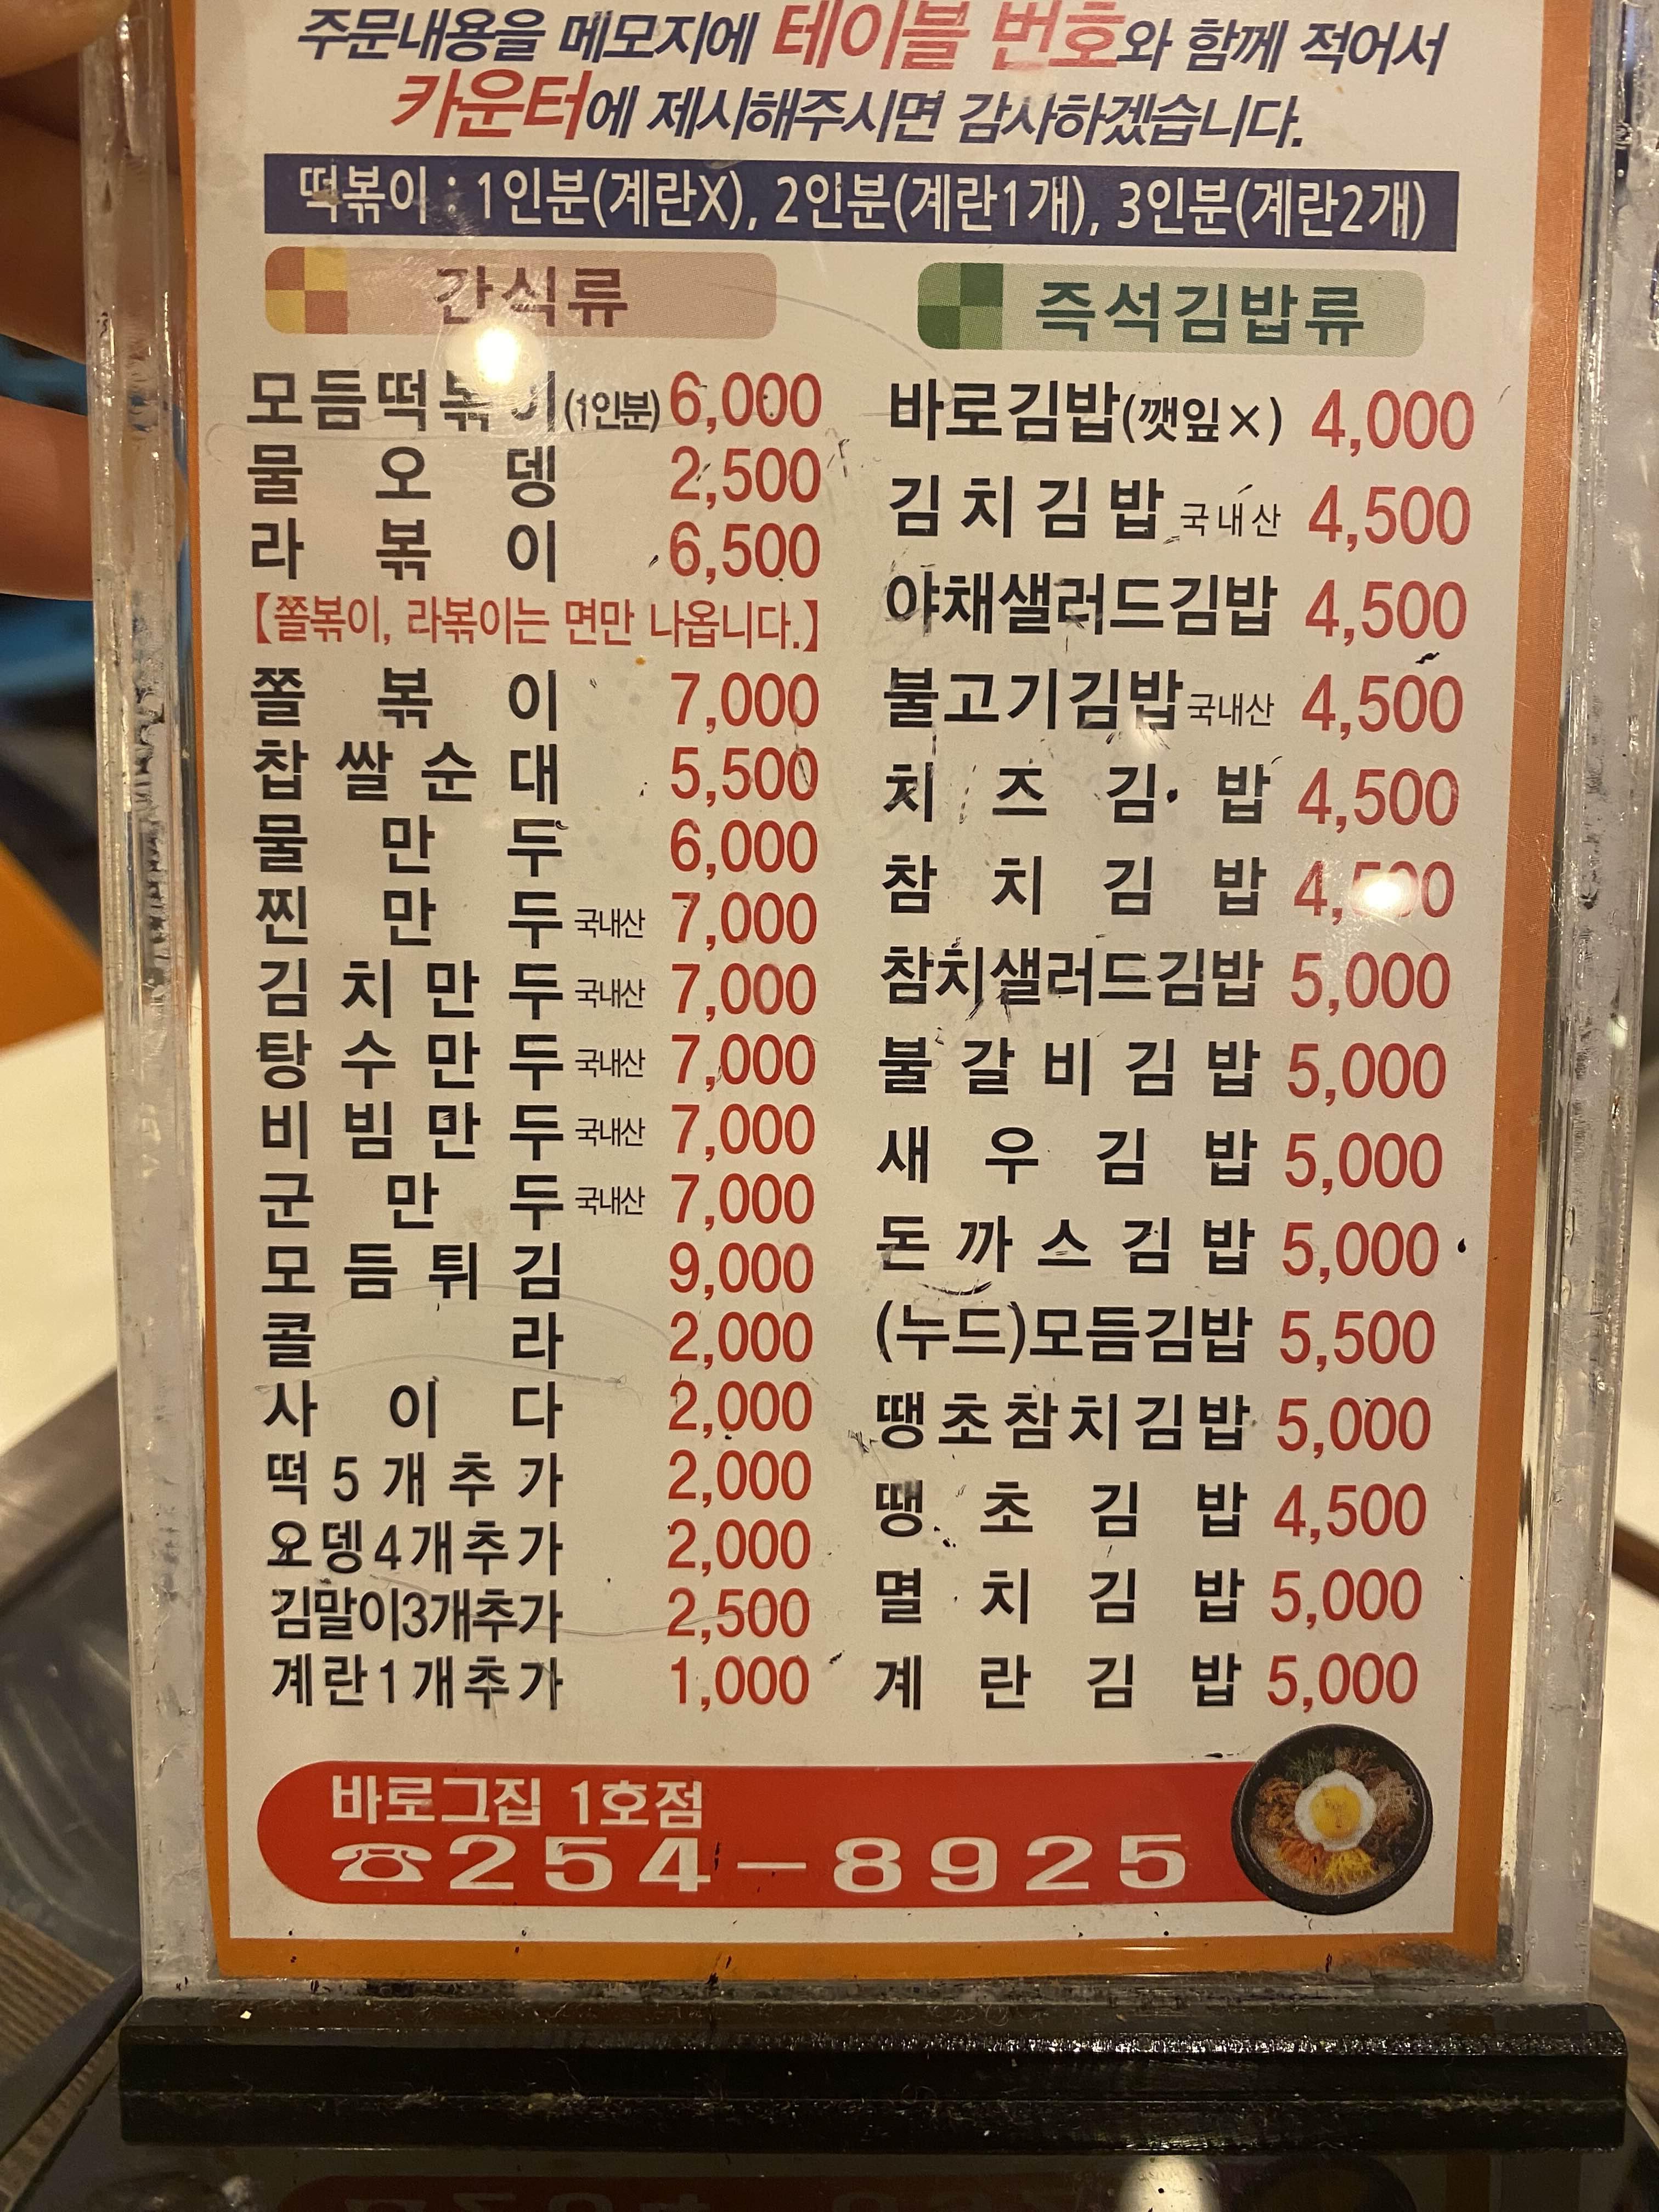 주문내용을 메모지에 테이블 번호와 함께 적어서
카운터에 제시해주시면 감사하겠습니다.
떡볶이 : 1인분(계란X), 2인분(계란1개), 3인분(계란2개)
간식류
모듬떡볶이(1인분) 6,000
물오뎅 2,500
라볶이 6,500
【쫄볶이, 라볶이는 면만 나옵니다.】
쫄볶이 7,000
찹쌀순대 5,500
물만두 6,000
찐만두 국내산 7,000
김치만두 국내산 7,000
탕수만두 국내산 7,000
비빔만두 국내산 7,000
군만두 국내산 7,000
모듬튀김 9,000
콜라 2,000
사이다 2,000
떡5개추가 2,000
오뎅4개추가 2,000
김말이3개추가 2,500
계란1개추가 1,000
즉석김밥류
바로김밥(깻잎×) 4,000
김치김밥 국내산 4,500
야채샐러드김밥 4,500
불고기김밥 국내산 4,500
치즈김밥 4,500
참치김밥 4,500
참치샐러드김밥 5,000
불갈비김밥 5,000
새우김밥 5,000
돈까스김밥 5,000
(누드)모듬김밥 5,500
땡초참치김밥 5,000
땡초김밥 4,500
멸치김밥 5,000
계란김밥 5,000
바로그집 1호점
☎254-8925